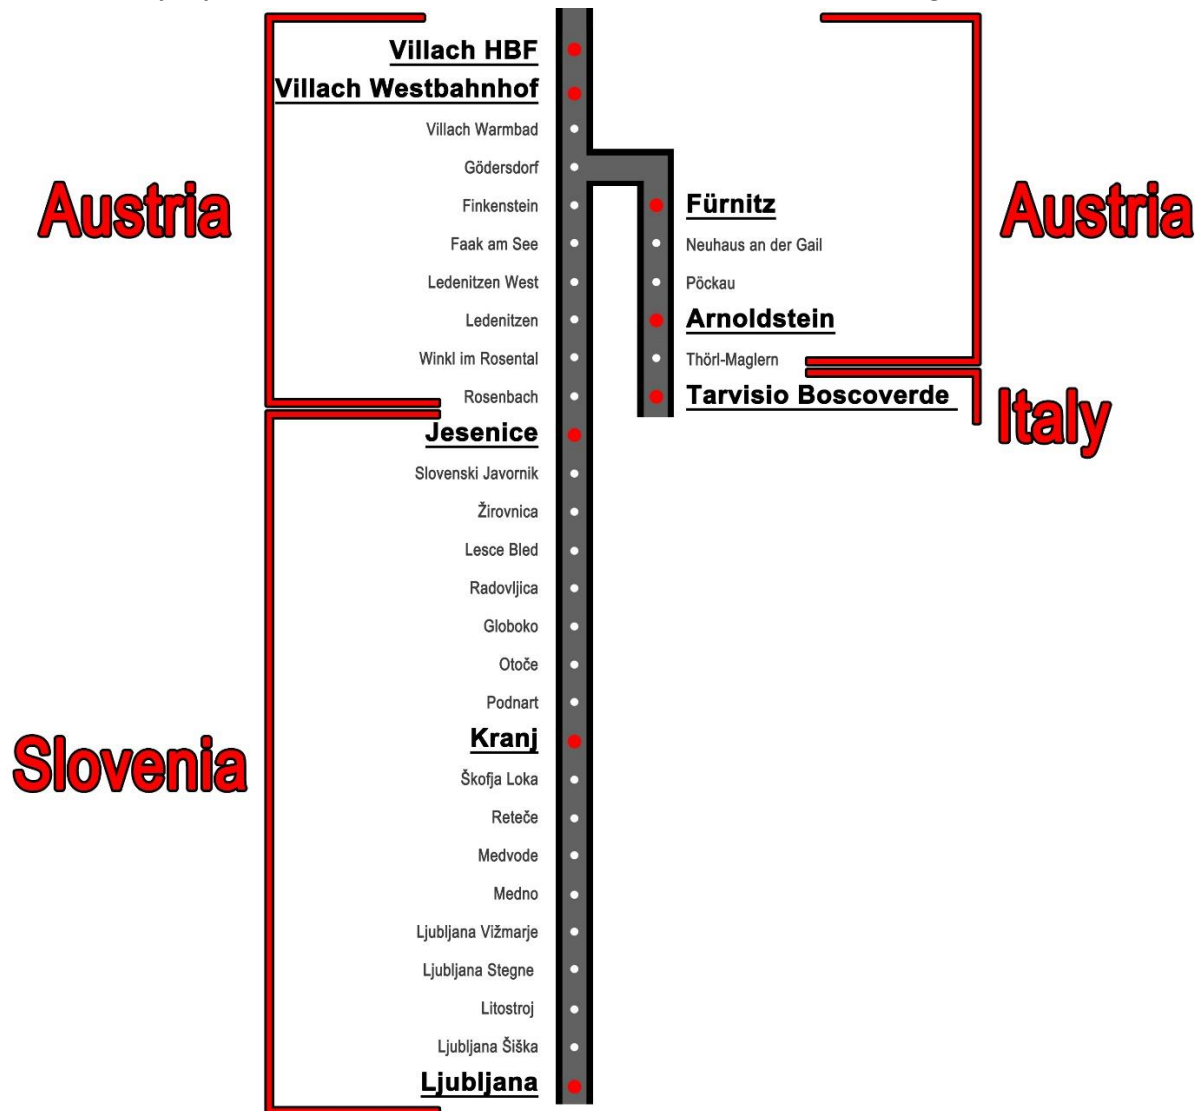 Villach HBF
Villach Westbahnhof
Villach Warmbad
Gödersdorf
Finkenstein
Faak am See
Ledenitzen West
Ledenitzen
Winkl im Rosental
Rosenbach
Austria
Jesenice
Slovenski Javornik
Žirovnica
Lesce Bled
Radovljica
Globoko
Otoče
Podnart
Kranj
Škofja Loka
Reteče
Medvode
Medno
Ljubljana Vižmarje
Ljubljana Stegne
Litostroj
Ljubljana Šiška
Ljubljana
Slovenia
Fürnitz
Neuhaus an der Gail
Pöckau
Arnoldstein
Thörl-Maglern
Austria
Tarvisio Boscoverde
Italy